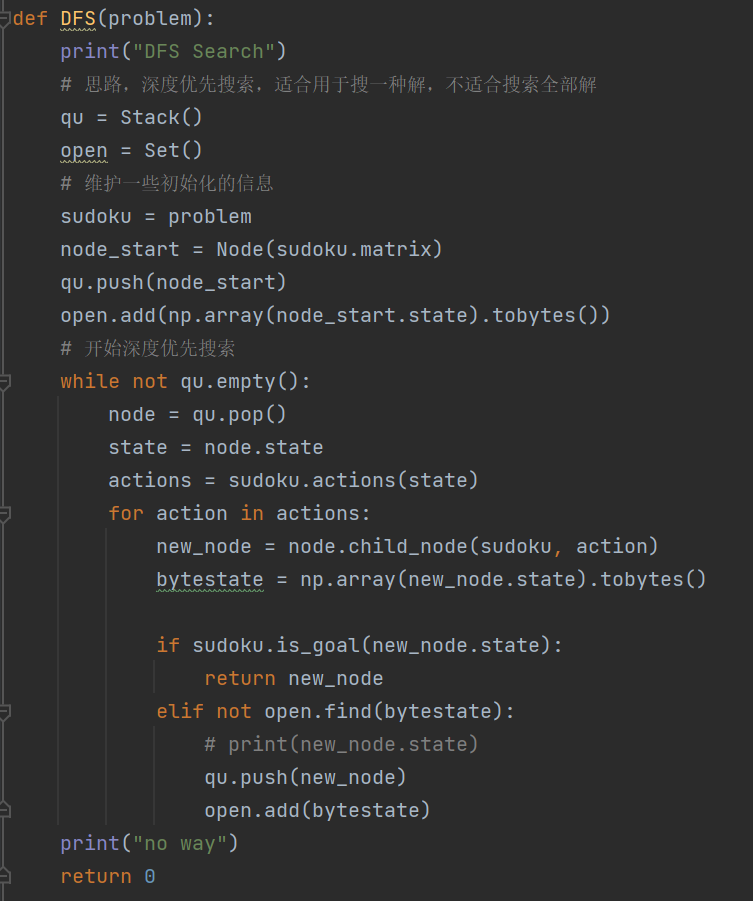 def DFS(problem):
    print("DFS Search")
    # 思路，深度优先搜索，适合用于搜一种解，不适合搜索全部解
    qu = Stack()
    open = Set()
    # 维护一些初始化的信息
    sudoku = problem
    node_start = Node(sudoku.matrix)
    qu.push(node_start)
    open.add(np.array(node_start.state).tobytes())
    # 开始深度优先搜索
    while not qu.empty():
        node = qu.pop()
        state = node.state
        actions = sudoku.actions(state)
        for action in actions:
            new_node = node.child_node(sudoku, action)
            bytestate = np.array(new_node.state).tobytes()

            if sudoku.is_goal(new_node.state):
                return new_node
            elif not open.find(bytestate):
                # print(new_node.state)
                qu.push(new_node)
                open.add(bytestate)
    print("no way")
    return 0